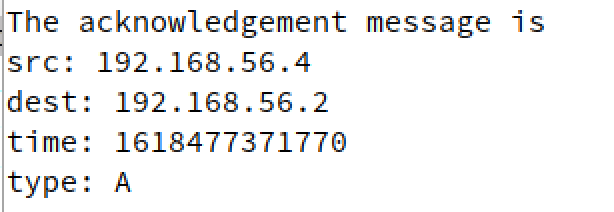 The acknowledgement message is
src: 192.168.56.4
dest: 192.168.56.2
time: 1618477371770
type: A